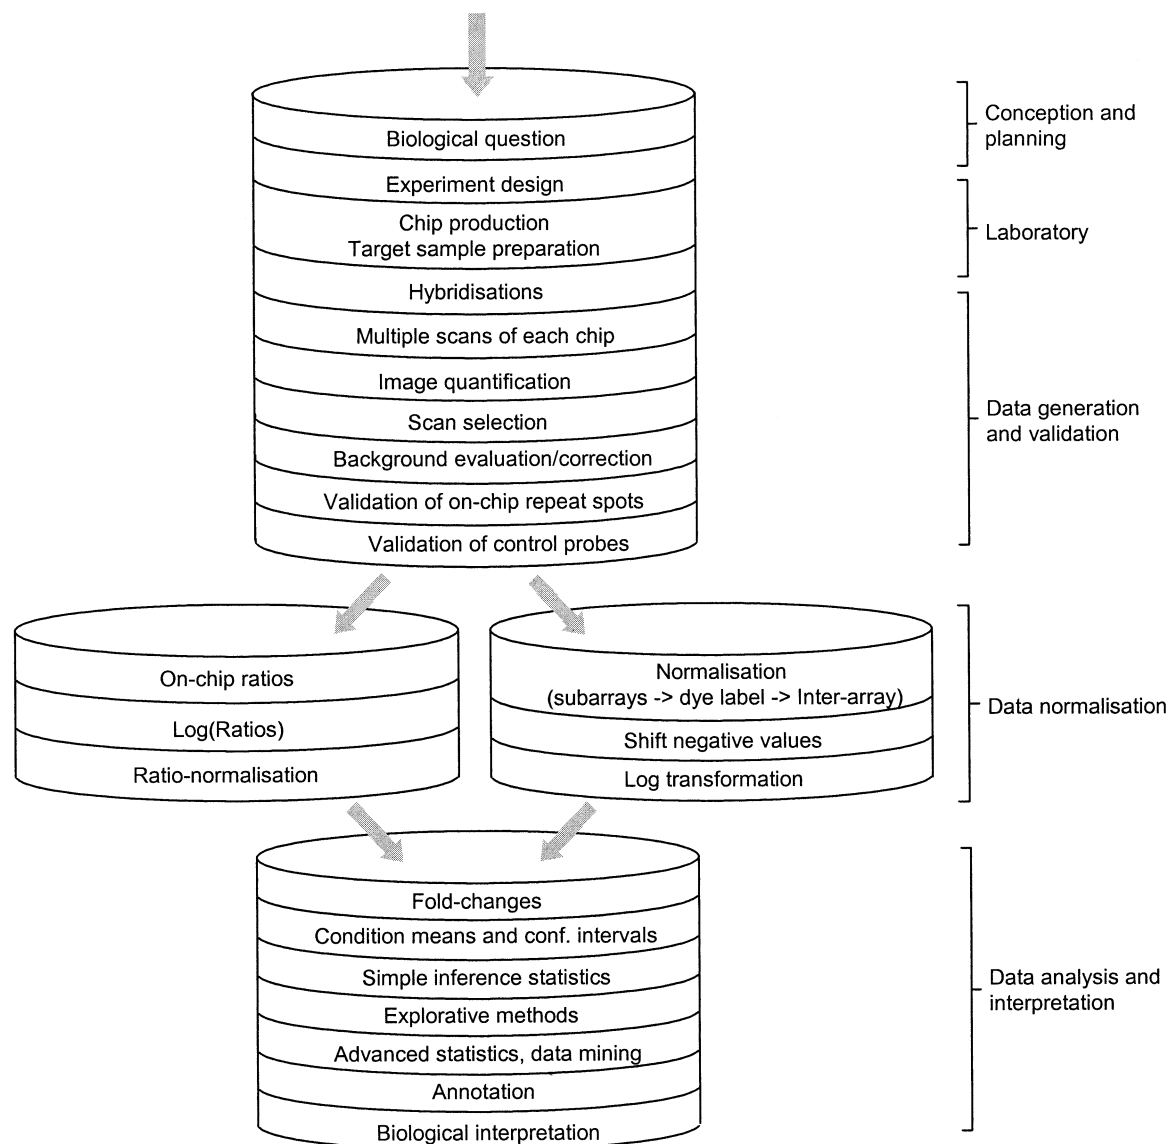 Biological question
Experiment design
Conception and
planning
Chip production
Target sample preparation
Hybridisations
Laboratory
Multiple scans of each chip
Image quantification
Scan selection
Background evaluation/correction
Validation of on-chip repeat spots
Validation of control probes
Data generation
and validation
On-chip ratios
Log(Ratios)
Ratio-normalisation
Normalisation
(subarrays -> dye label -> Inter-array)
Shift negative values
Log transformation
Data normalisation
Fold-changes
Condition means and conf. intervals
Simple inference statistics
Explorative methods
Advanced statistics, data mining
Annotation
Biological interpretation
Data analysis and
interpretation